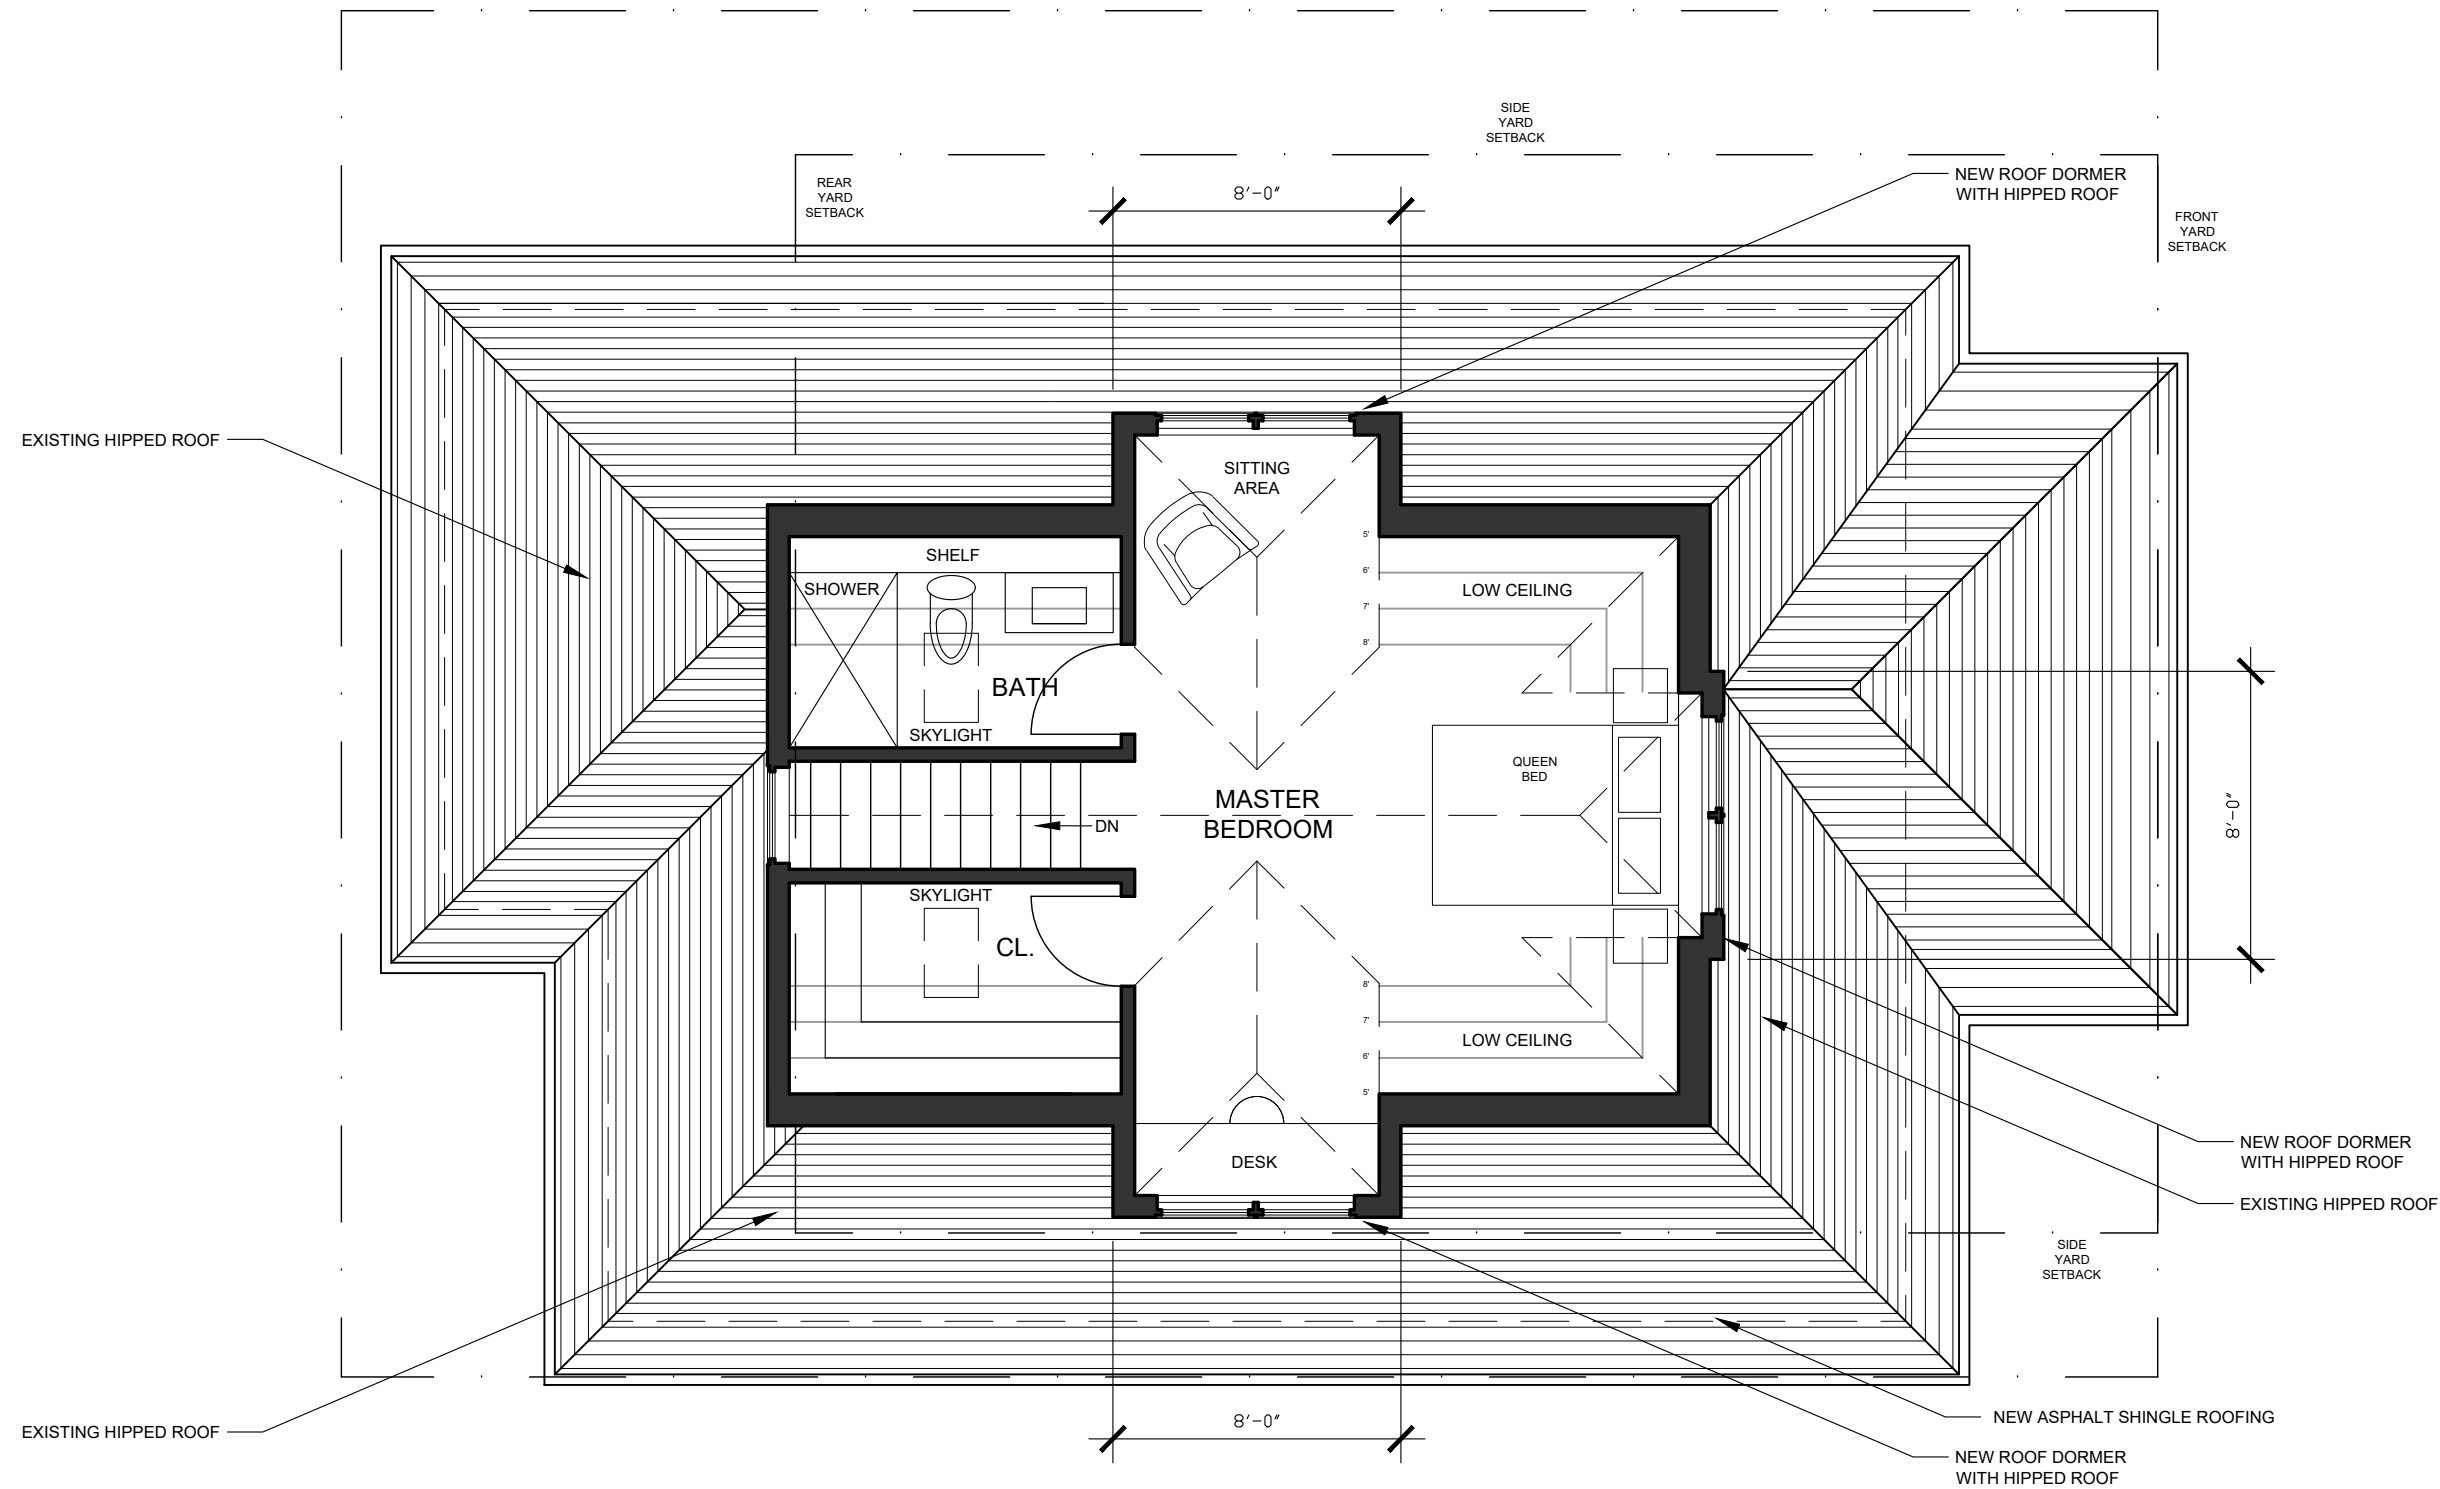 SIDE
YARD
SETBACK
NEW ROOF DORMER
WITH HIPPED ROOF
REAR
YARD
SETBACK
8'-0"
FRONT
YARD
SETBACK
EXISTING HIPPED ROOF
SITTING
AREA
5'
SHELF
6'
SHOWER
LOW CEILING
7'
8'
BATH
SKYLIGHT
QUEEN
BED
MASTER
BEDROOM
DN
8'-0"
SKYLIGHT
CL.
8'
7'
LOW CEILING
6'
5'
NEW ROOF DORMER
WITH HIPPED ROOF
DESK
EXISTING HIPPED ROOF
SIDE
YARD
SETBACK
8'-0"
NEW ASPHALT SHINGLE ROOFING
EXISTING HIPPED ROOF
NEW ROOF DORMER
WITH HIPPED ROOF